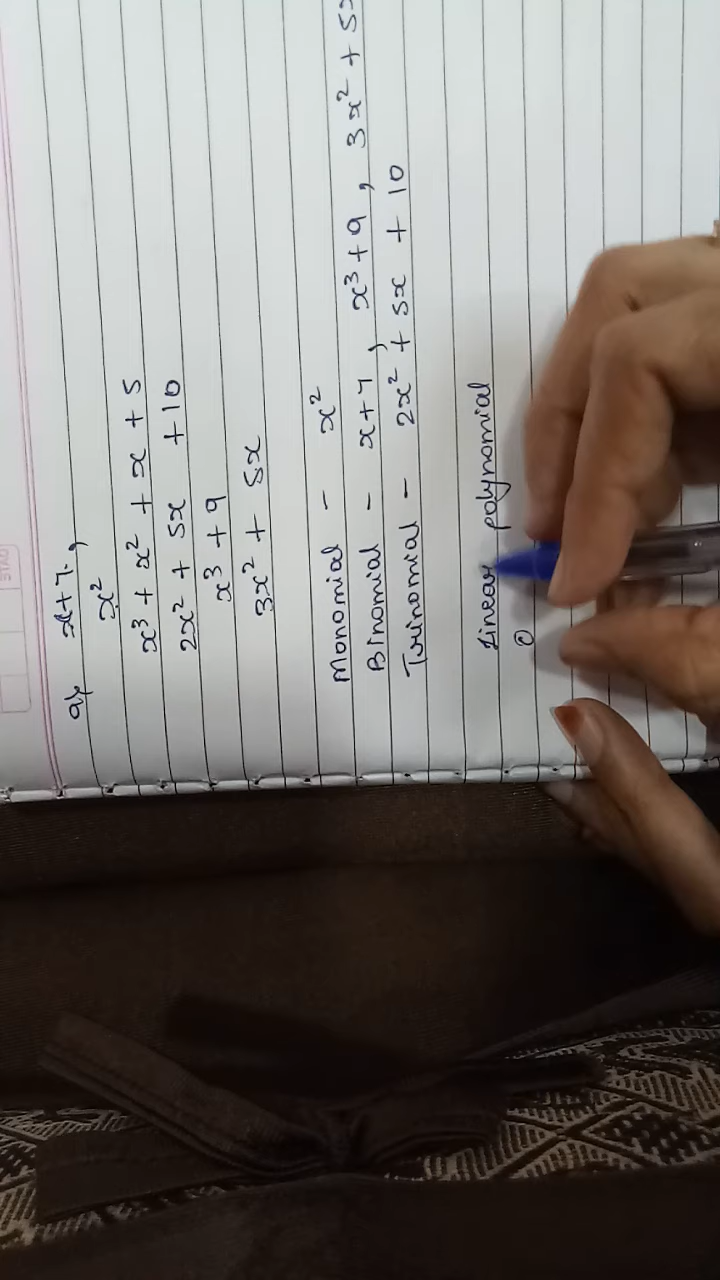 Q) x+7,
x²
x³ + x² + x + 5
2x² + 5x + 10
x³ + 9
3x² + 5x
Monomial - x²
Binomial - x+7, x³+9, 3x² + 5x
Trinomial - 2x² + 5x + 10
Linear polynomial